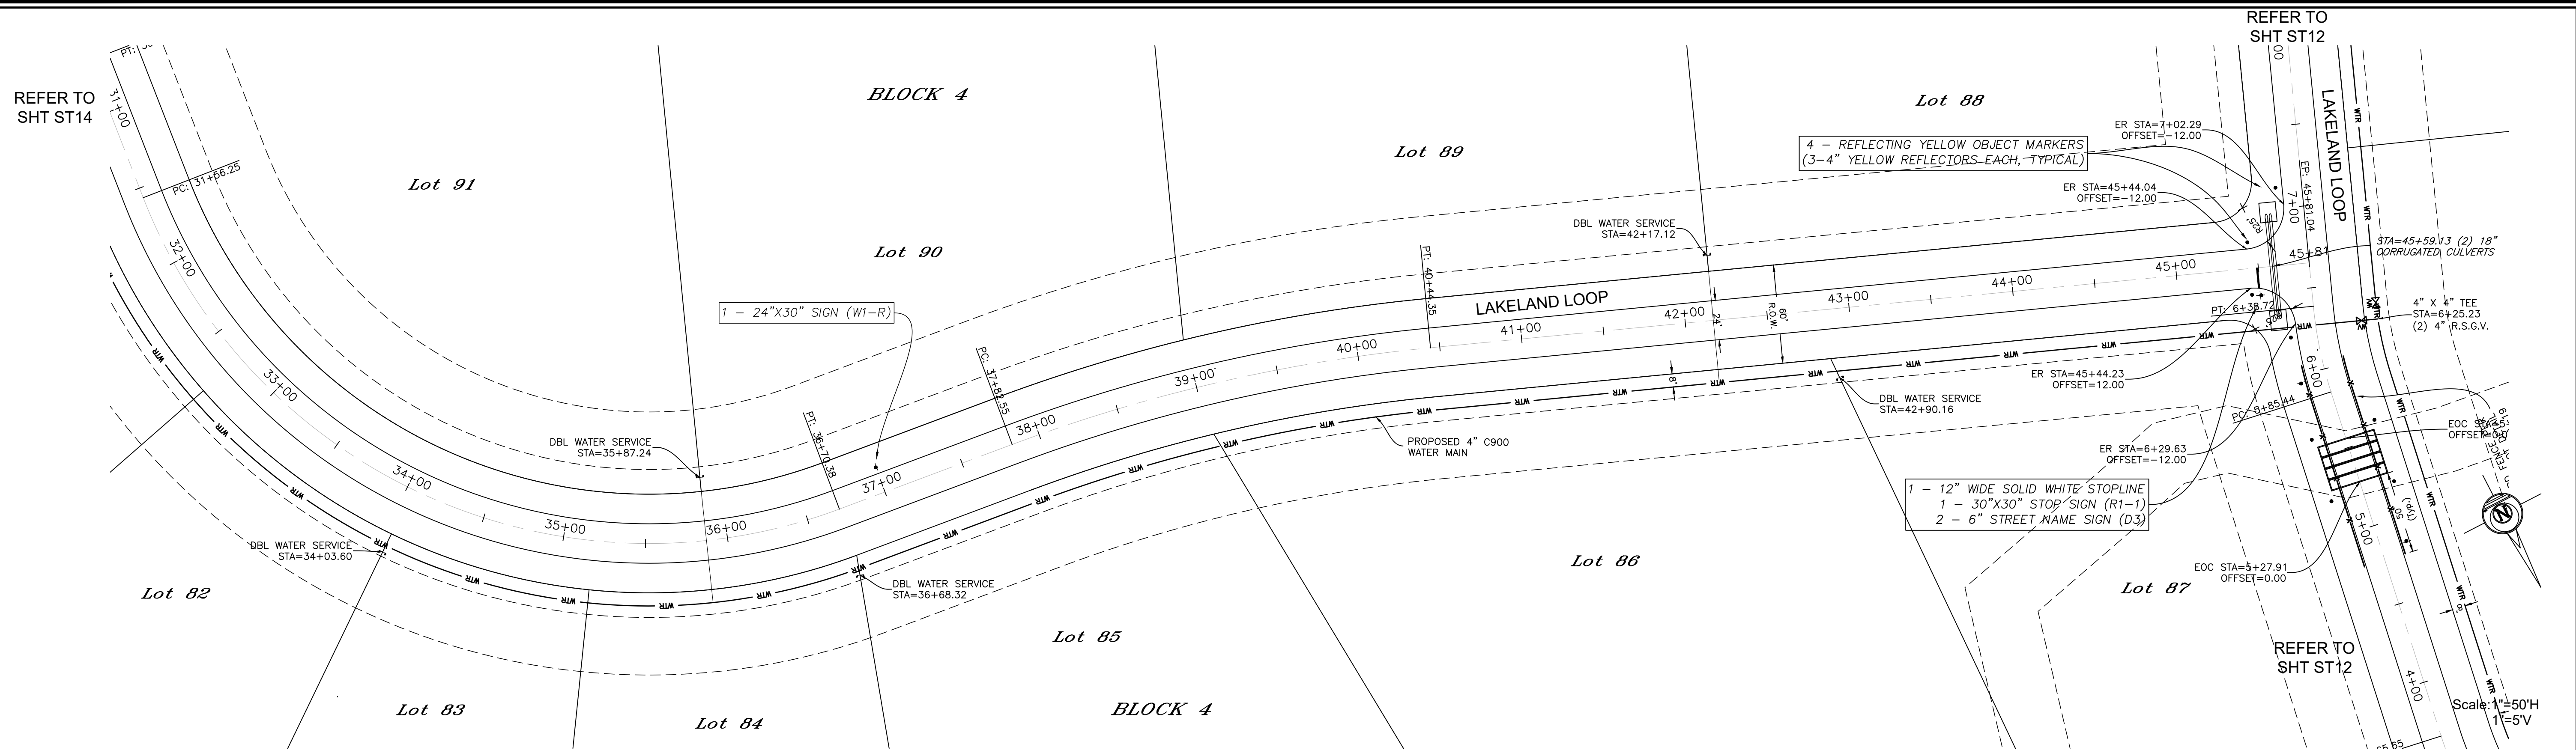 REFER TO
SHT ST12
REFER TO
SHT ST14
31+00
PC: 31+56.25
32+00
33+00
34+00
35+00
36+00
37+00
38+00
39+00
40+00
41+00
42+00
43+00
44+00
45+00
45+81
BLOCK 4
Lot 91
Lot 90
Lot 89
Lot 88
1 - 24"X30" SIGN (W1-R)
DBL WATER SERVICE
STA=35+87.24
PT: 36+70.38
PC: 37+82.55
PT: 40+44.35
LAKELAND LOOP
DBL WATER SERVICE
STA=42+17.12
24'
60'
R.O.W.
8'
4 - REFLECTING YELLOW OBJECT MARKERS
(3-4" YELLOW REFLECTORS EACH, TYPICAL)
ER STA=7+02.29
OFFSET=-12.00
ER STA=45+44.04
OFFSET=-12.00
R25'
7+00
EP: 45+81.04
LAKELAND LOOP
STA=45+59.13 (2) 18"
CORRUGATED CULVERTS
4" X 4" TEE
STA=6+25.23
(2) 4" R.S.G.V.
PT: 6+38.72
6+00
ER STA=45+44.23
OFFSET=12.00
DBL WATER SERVICE
STA=42+90.16
PROPOSED 4" C900
WATER MAIN
PC: 5+85.44
EOC STA=5
ER STA=6+29.63
OFFSET=-12.00
1 - 12" WIDE SOLID WHITE STOPLINE
1 - 30"X30" STOP SIGN (R1-1)
2 - 6" STREET NAME SIGN (D3)
N
50'
(Typ.)
5+00
EOC STA=5+27.91
OFFSET=0.00
8'
4+00
DBL WATER SERVICE
STA=34+03.60
DBL WATER SERVICE
STA=36+68.32
Lot 82
Lot 83
Lot 84
Lot 85
Lot 86
Lot 87
BLOCK 4
WTR
REFER TO
SHT ST12
Scale:1"=50'H
1"=5'V